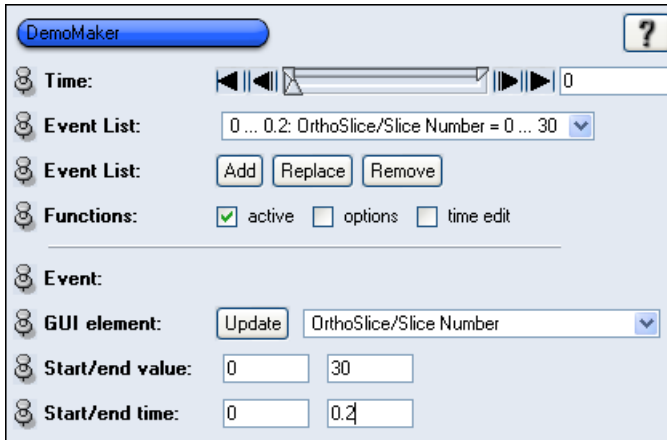 DemoMaker ?
Time: 0
Event List: 0 ... 0.2: OrthoSlice/Slice Number = 0 ... 30
Event List: Add Replace Remove
Functions: active options time edit
Event:
GUI element: Update OrthoSlice/Slice Number
Start/end value: 0 30
Start/end time: 0 0.2